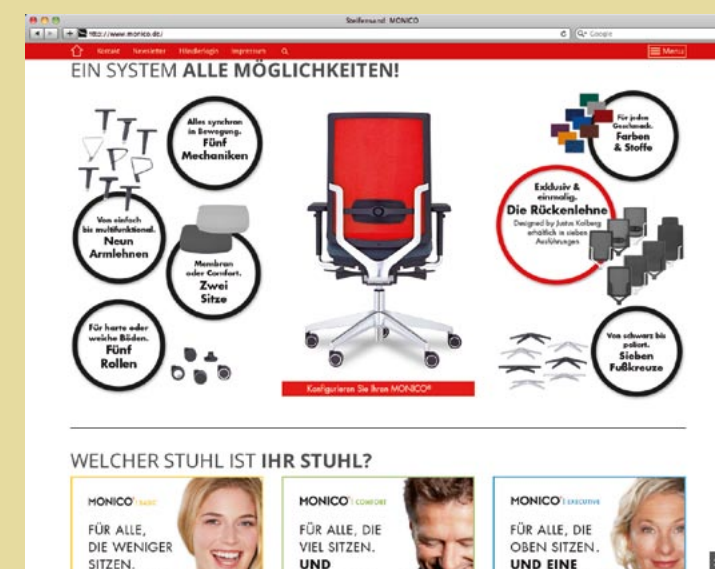 Steifensand: MONICO
http://www.monico.de/
Google
Kontakt Newsletter Händlerlogin Impressum
Menu
EIN SYSTEM ALLE MÖGLICHKEITEN!
Alles synchron
in Bewegung.
Fünf
Mechaniken
Von einfach
bis multifunktional.
Neun
Armlehnen
Membran
oder Comfort.
Zwei
Sitze
Für harte oder
weiche Böden.
Fünf
Rollen
Konfigurieren Sie Ihren MONICO®
Für jeden
Geschmack.
Farben
& Stoffe
Exklusiv &
einmalig.
Die Rückenlehne
Designed by Justus Kolberg
erhältlich in sieben
Ausführungen
Von schwarz bis
poliert.
Sieben
Fußkreuze
WELCHER STUHL IST IHR STUHL?
MONICO® | BASIC
FÜR ALLE,
DIE WENIGER
SITZEN.
MONICO® | COMFORT
FÜR ALLE, DIE
VIEL SITZEN.
UND
MONICO® | EXECUTIVE
FÜR ALLE, DIE
OBEN SITZEN.
UND EINE